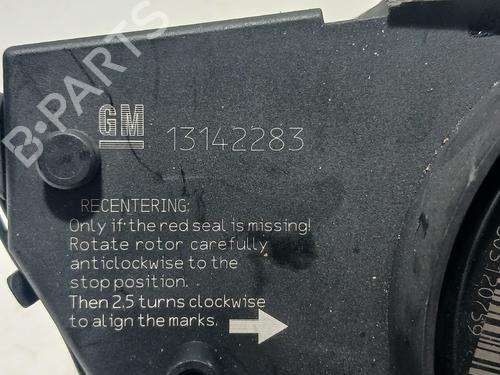 GM 13142283
B-PARTS
RECENTERING:
Only if the red seal is missing!
Rotate rotor carefully
anticlockwise to the
stop position.
Then 2,5 turns clockwise
to align the marks.